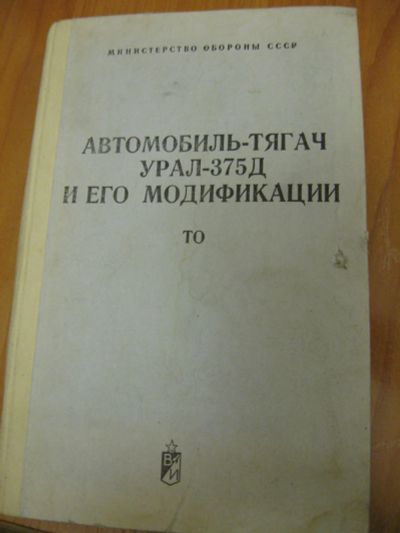 МИНИСТЕРСТВО ОБОРОНЫ СССР
АВТОМОБИЛЬ-ТЯГАЧ
УРАЛ-375Д
И ЕГО МОДИФИКАЦИИ
ТО
ВИ